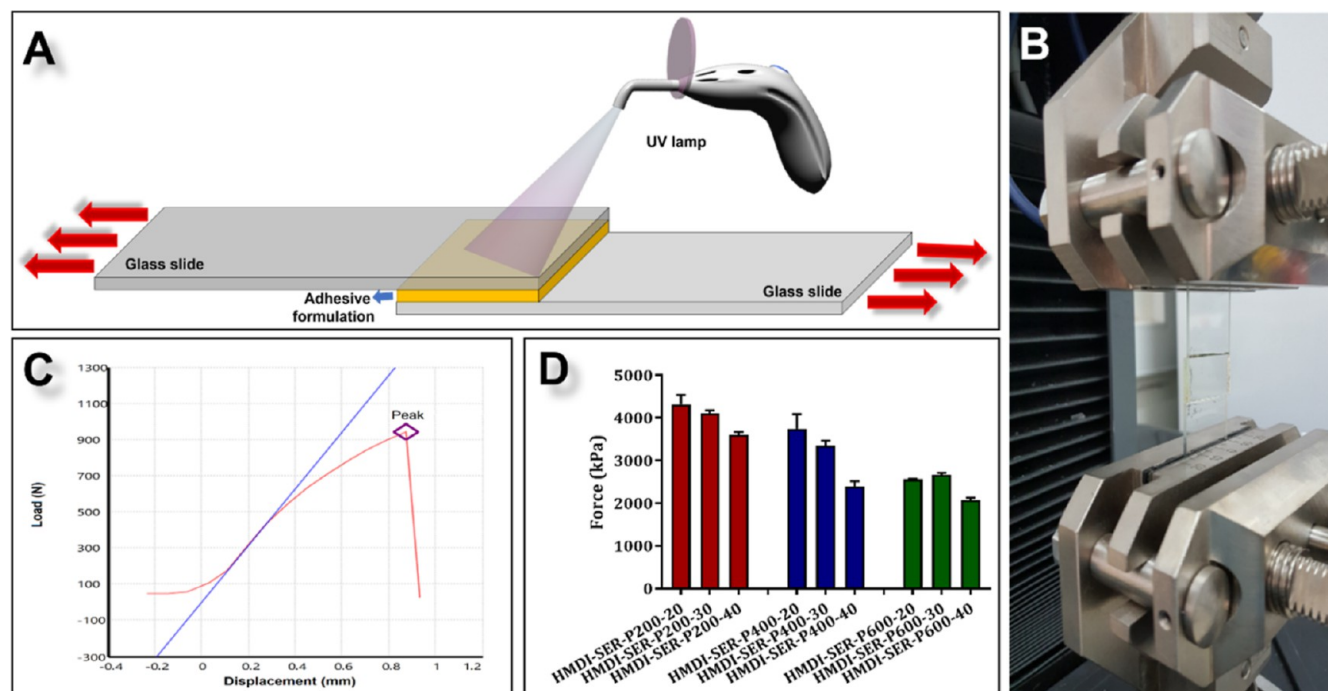 A
UV lamp
Glass slide
Adhesive
formulation
Glass slide
B
C
1300
1100
900
700
500
300
100
-100
-300
Load (N)
Peak
-0.4
-0.2
0
0.2
0.4
0.6
0.8
1
1.2
Displacement (mm)
D
Force (kPa)
5000
4000
3000
2000
1000
0
HMDI-SER-P200-20
HMDI-SER-P200-30
HMDI-SER-P200-40
HMDI-SER-P400-20
HMDI-SER-P400-30
HMDI-SER-P400-40
HMDI-SER-P600-20
HMDI-SER-P600-30
HMDI-SER-P600-40